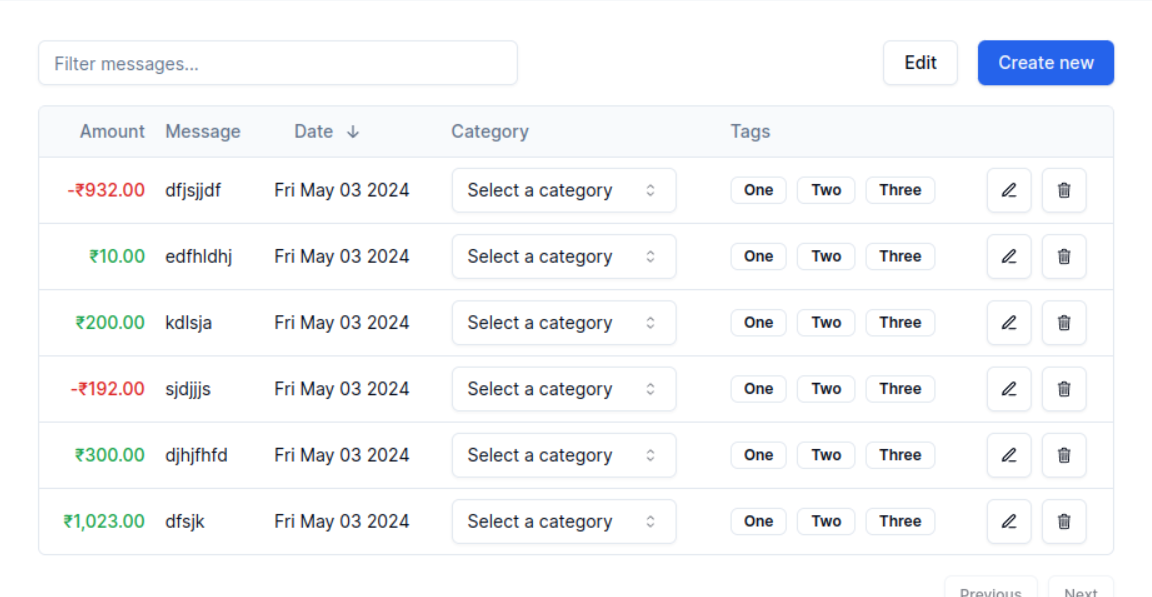 Filter messages...
Edit
Create new
Amount Message Date ↓ Category Tags
-₹932.00 dfjsjjdf Fri May 03 2024 Select a category One Two Three
₹10.00 edfhldhj Fri May 03 2024 Select a category One Two Three
₹200.00 kdlsja Fri May 03 2024 Select a category One Two Three
-₹192.00 sjdjjjs Fri May 03 2024 Select a category One Two Three
₹300.00 djhjfhfd Fri May 03 2024 Select a category One Two Three
₹1,023.00 dfsjk Fri May 03 2024 Select a category One Two Three
Previous Next